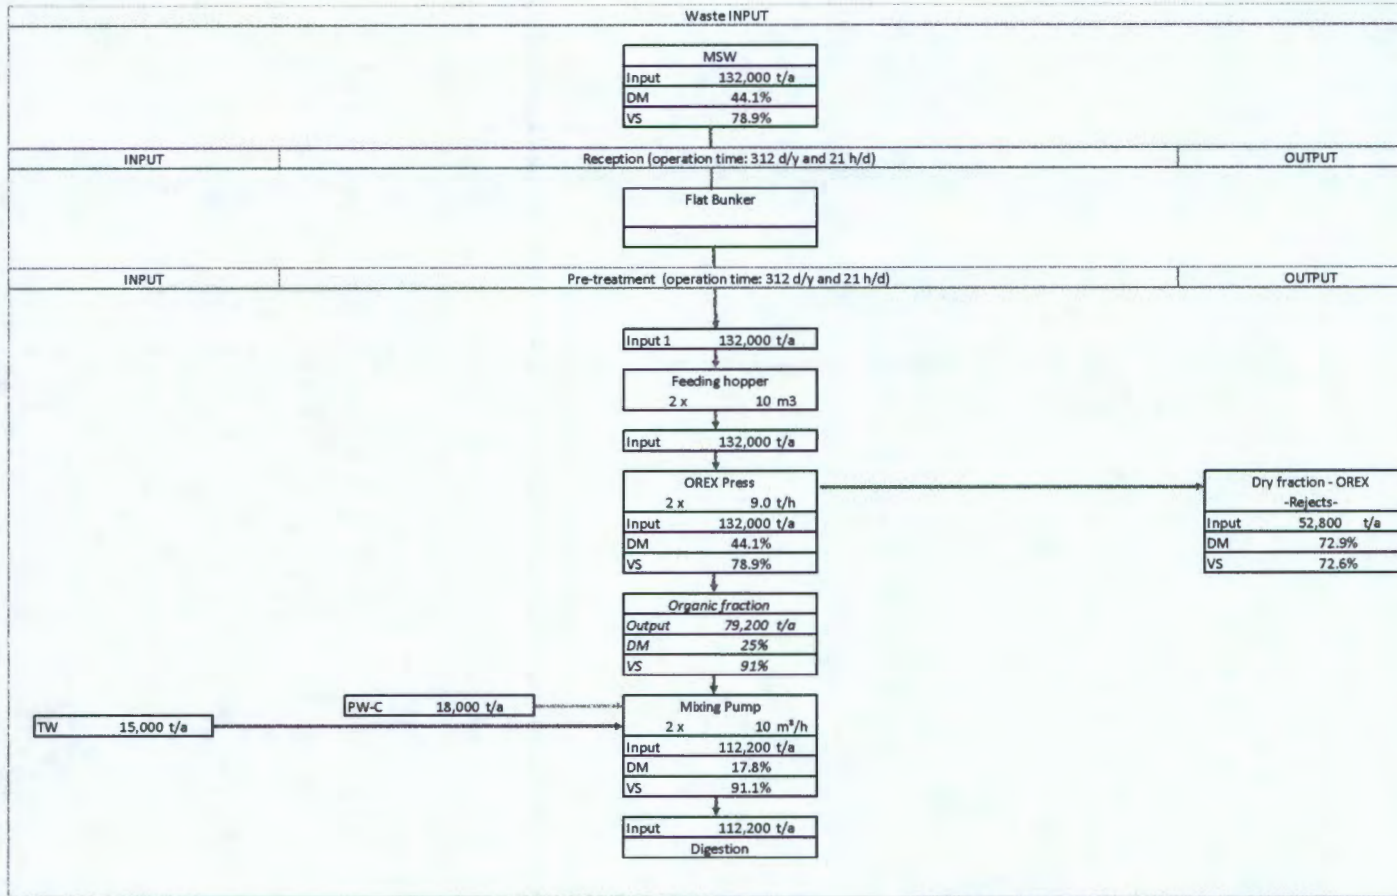 Waste INPUT
MSW
Input 132,000 t/a
DM 44.1%
VS 78.9%
INPUT Reception (operation time: 312 d/y and 21 h/d) OUTPUT
Flat Bunker
INPUT Pre-treatment (operation time: 312 d/y and 21 h/d) OUTPUT
Input 1 132,000 t/a
Feeding hopper
2 x 10 m3
Input 132,000 t/a
OREX Press
2 x 9.0 t/h
Input 132,000 t/a
DM 44.1%
VS 78.9%
Dry fraction - OREX
-Rejects-
Input 52,800 t/a
DM 72.9%
VS 72.6%
Organic fraction
Output 79,200 t/a
DM 25%
VS 91%
PW-C 18,000 t/a
TW 15,000 t/a
Mixing Pump
2 x 10 m³/h
Input 112,200 t/a
DM 17.8%
VS 91.1%
Input 112,200 t/a
Digestion